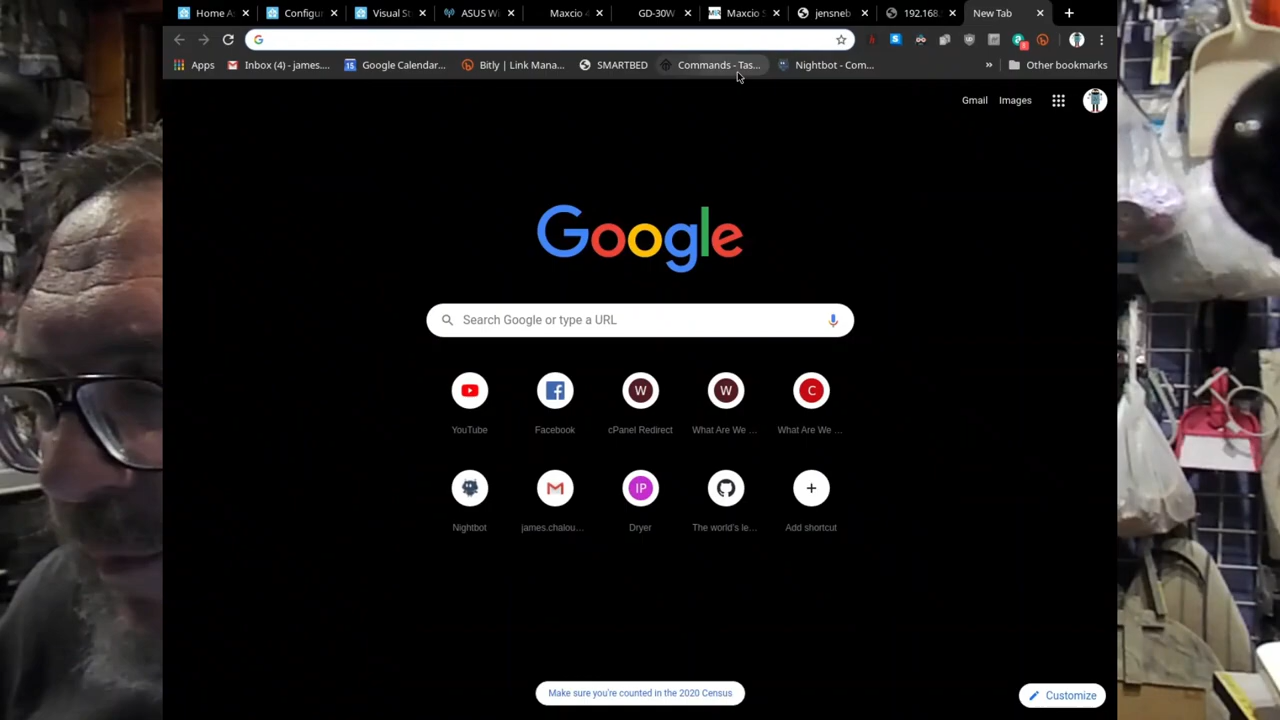 Home A
Configur
Visual St
ASUS Wi
Maxcio
GD-30W
Maxcio S
jensneb
192.168.
New Tab
Apps
Inbox (4) - james....
Google Calendar...
Bitly | Link Mana...
SMARTBED
Commands - Tas...
Nightbot - Com...
»
Other bookmarks
Gmail
Images
Google
Search Google or type a URL
W
W
C
YouTube
Facebook
cPanel Redirect
What Are We ...
What Are We ...
IP
Nightbot
james.chalou...
Dryer
The world's le...
Add shortcut
Make sure you're counted in the 2020 Census
Customize